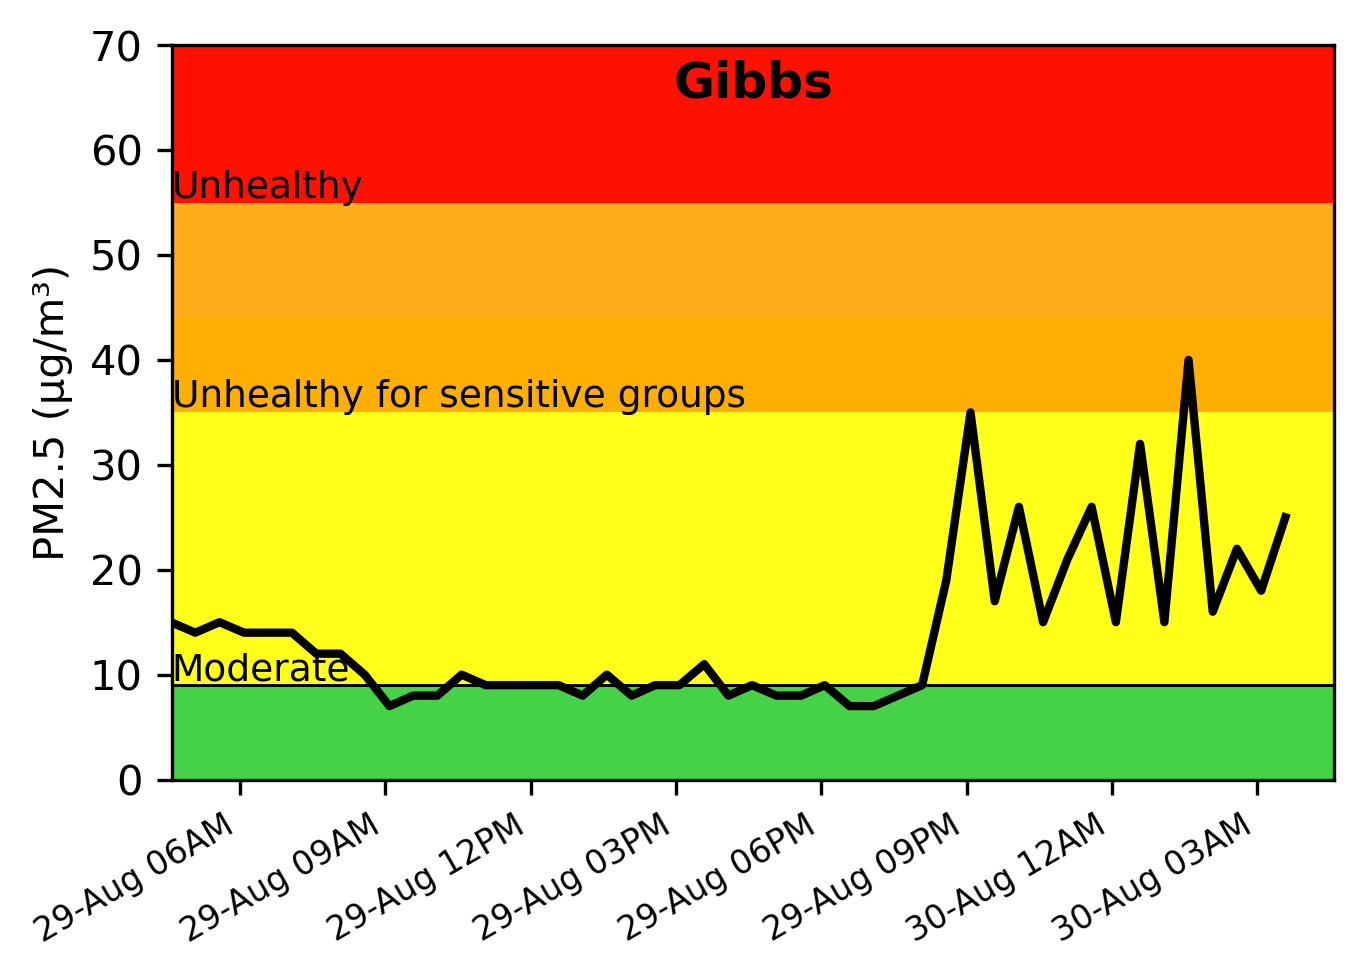 Gibbs
PM2.5 (µg/m³)
70
60
50
40
30
20
10
0
Unhealthy
Unhealthy for sensitive groups
Moderate
29-Aug 06AM
29-Aug 09AM
29-Aug 12PM
29-Aug 03PM
29-Aug 06PM
29-Aug 09PM
30-Aug 12AM
30-Aug 03AM